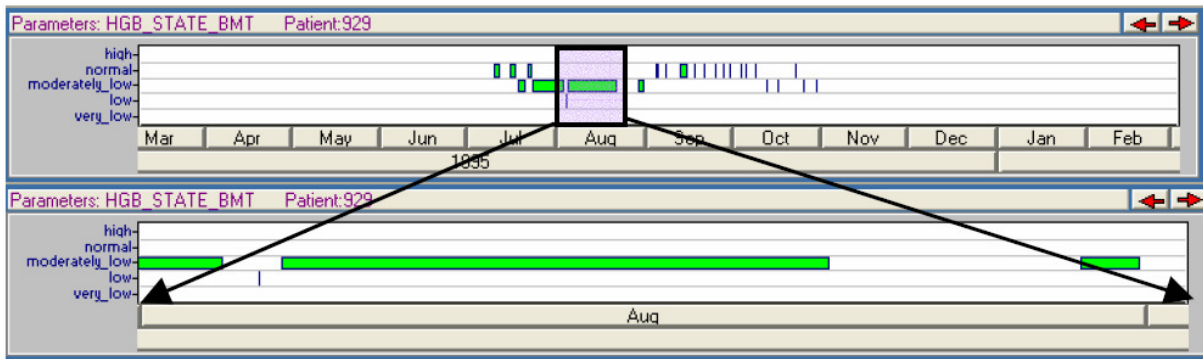 Parameters: HGB_STATE_BMT Patient:929
high
normal
moderately_low
low
very_low
Mar Apr May Jun Jul Aug Sep Oct Nov Dec Jan Feb
1995
Parameters: HGB_STATE_BMT Patient:929
high
normal
moderately_low
low
very_low
Aug